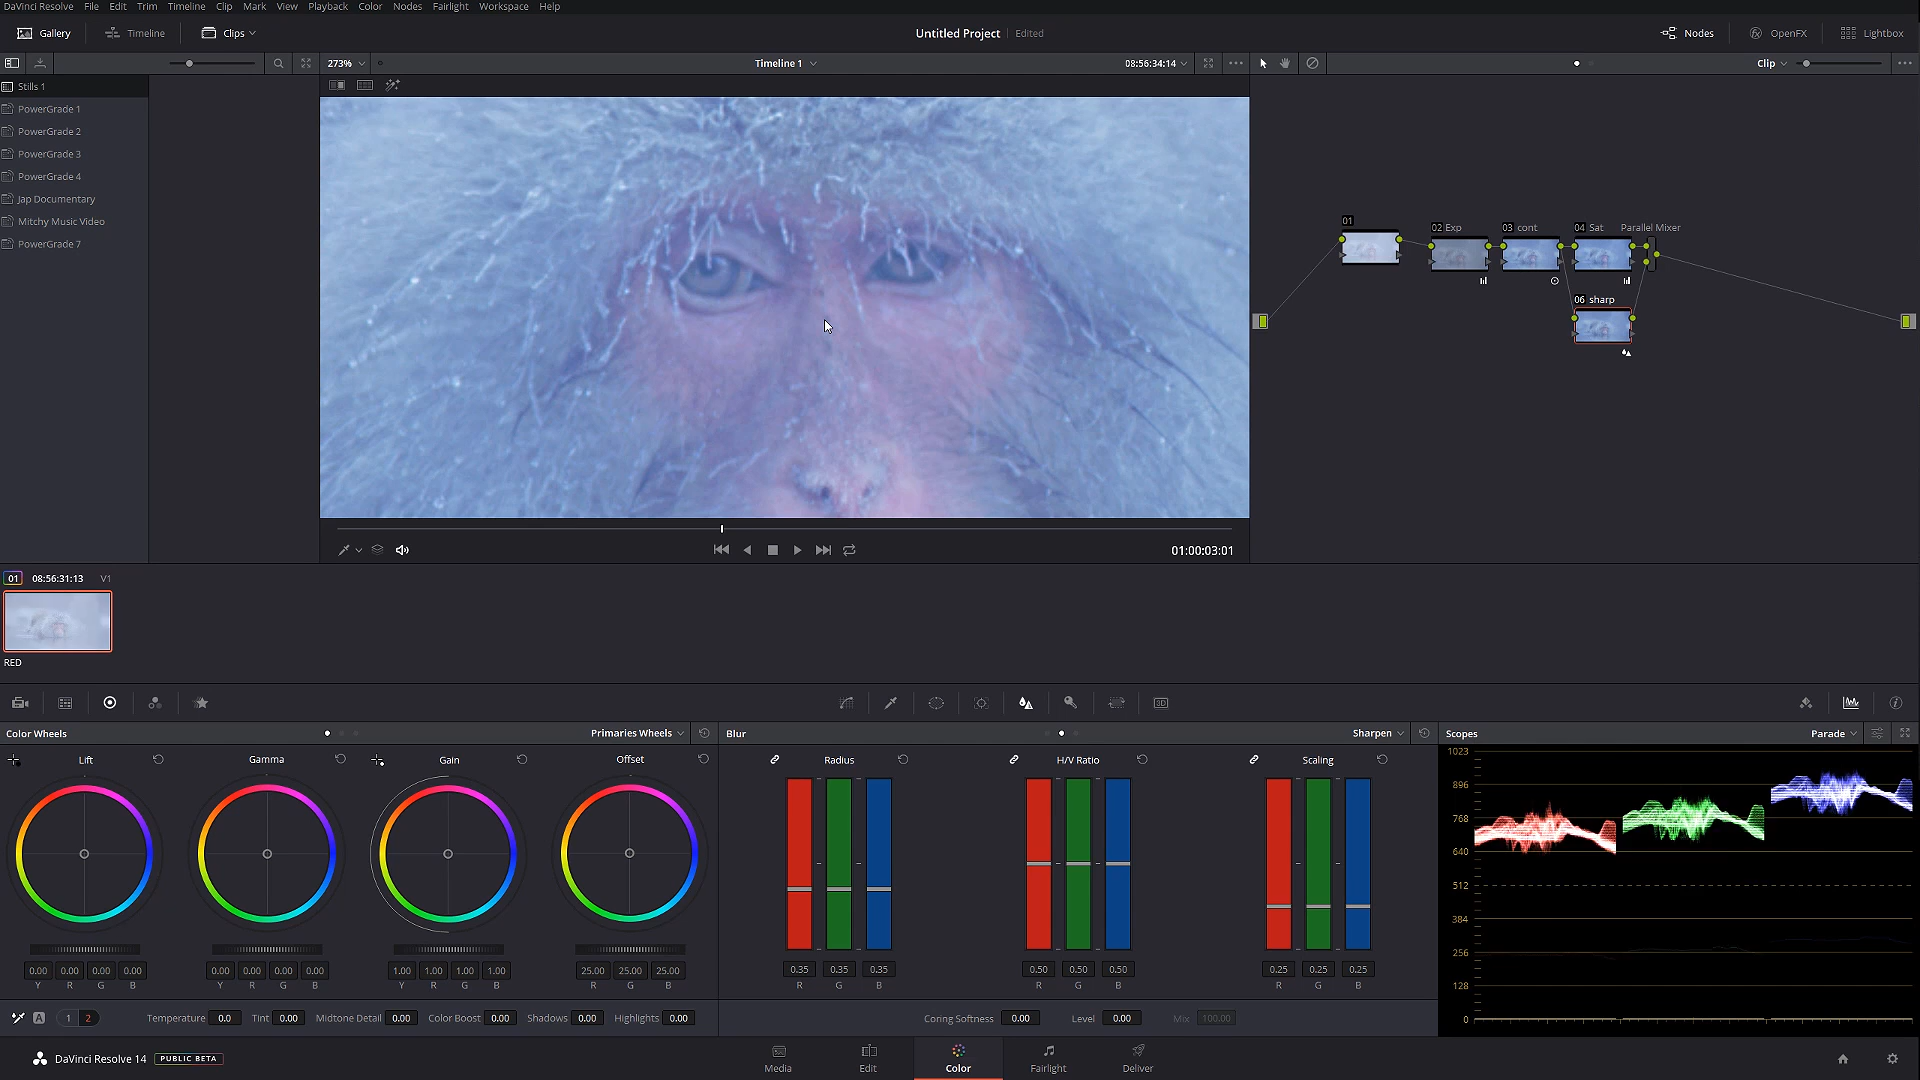 DaVinci Resolve File Edit Trim Timeline Clip Mark View Playback Color Nodes Fairlight Workspace Help
Gallery Timeline Clips Untitled Project Edited Nodes OpenFX Lightbox
273% Timeline 1 08:56:34:14 Clip
Stills 1
PowerGrade 1
PowerGrade 2
PowerGrade 3
PowerGrade 4
Jap Documentary
Mitchy Music Video
PowerGrade 7
01
02 Exp 03 cont 04 Sat Parallel Mixer
06 sharp
01:00:03:01
01 08:56:31:13 V1
RED
3D
Color Wheels Primaries Wheels Blur Sharpen Scopes Parade
Lift Gamma Gain Offset Radius H/V Ratio Scaling
1023
896
768
640
512
384
256
128
0
0.00 0.00 0.00 0.00 0.00 0.00 0.00 0.00 1.00 1.00 1.00 1.00 25.00 25.00 25.00 0.35 0.35 0.35 0.50 0.50 0.50 0.25 0.25 0.25
Y R G B Y R G B Y R G B R G B R G B R G B R G B
A 1 2 Temperature 0.0 Tint 0.00 Midtone Detail 0.00 Color Boost 0.00 Shadows 0.00 Highlights 0.00 Coring Softness 0.00 Level 0.00 Mix 100.00
DaVinci Resolve 14 PUBLIC BETA
Media Edit Color Fairlight Deliver